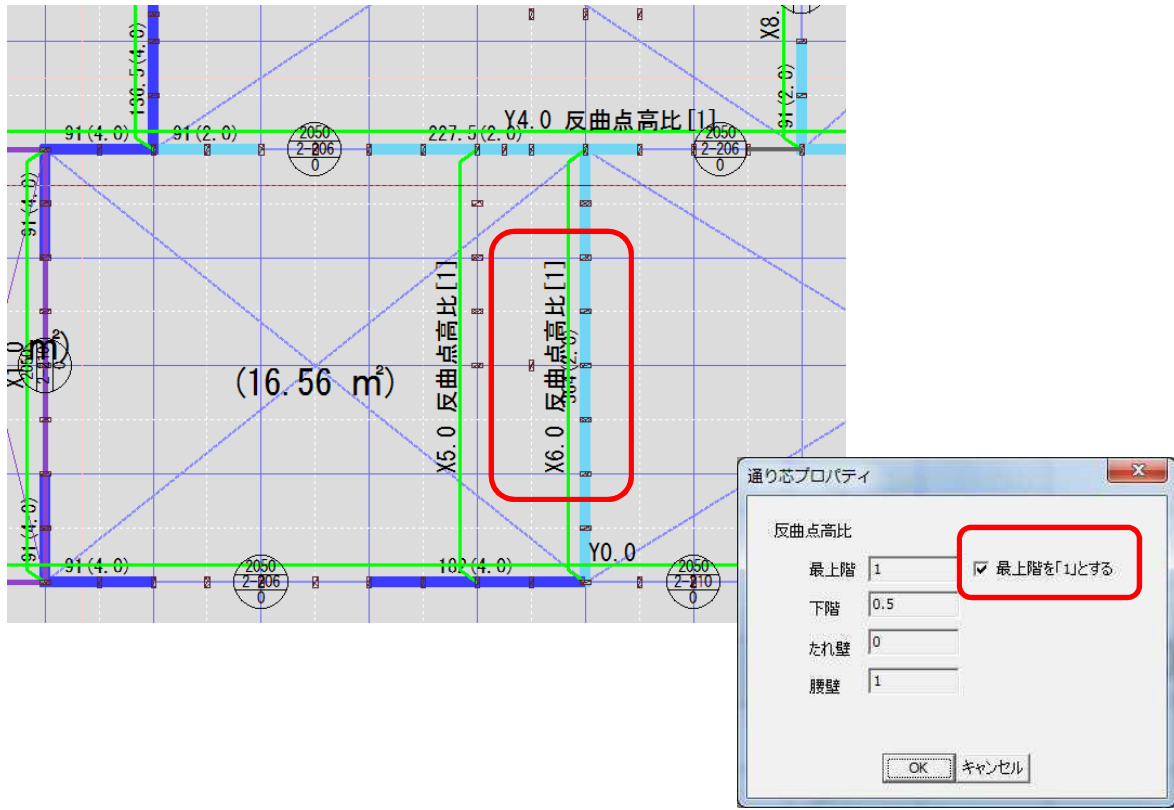 X8.
130.5(4.0)
91(2.0)
Y4.0 反曲点高比[1]
91(4.0)
91(2.0)
227.5(2.0)
2050
2-206
0
2050
2-206
0
91(4.0)
X5.0 反曲点高比[1]
X6.0 反曲点高比[1]
㎡)
(16.56 ㎡)
91(4.0)
91(4.0)
182(4.0)
Y0.0
2050
2-206
0
2050
2-210
0
通り芯プロパティ
反曲点高比
最上階 1 最上階を「1」とする
下階 0.5
たれ壁 0
腰壁 1
OK キャンセル